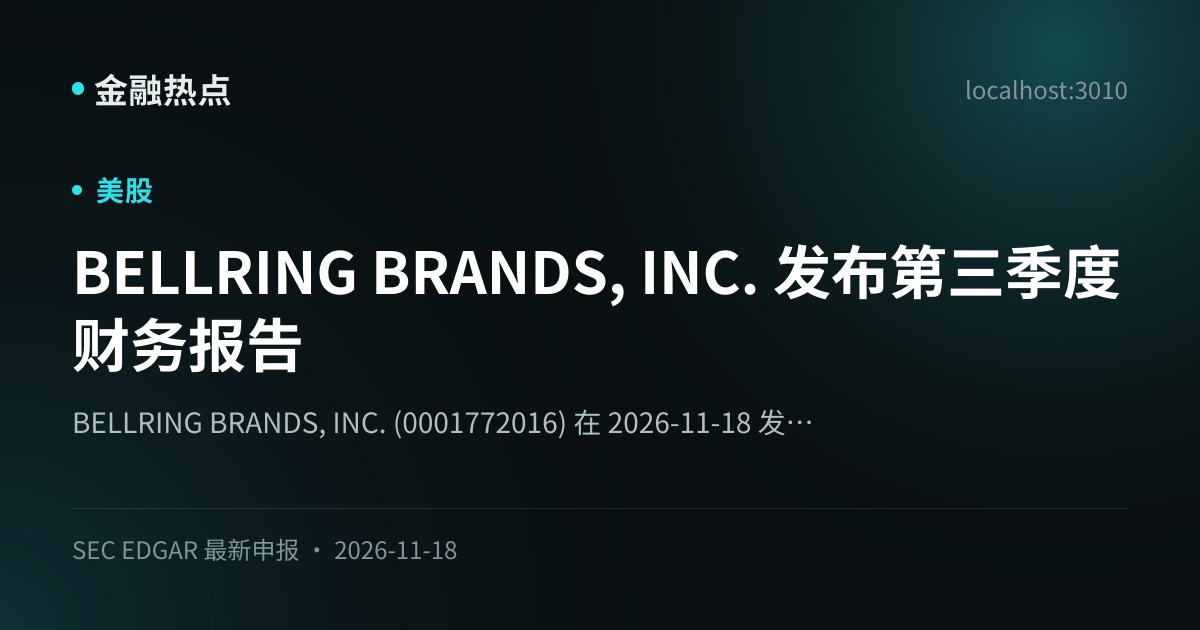 金融热点
localhost:3010
美股
BELLRING BRANDS, INC. 发布第三季度
财务报告
BELLRING BRANDS, INC. (0001772016) 在 2026-11-18 发…
SEC EDGAR 最新申报 · 2026-11-18